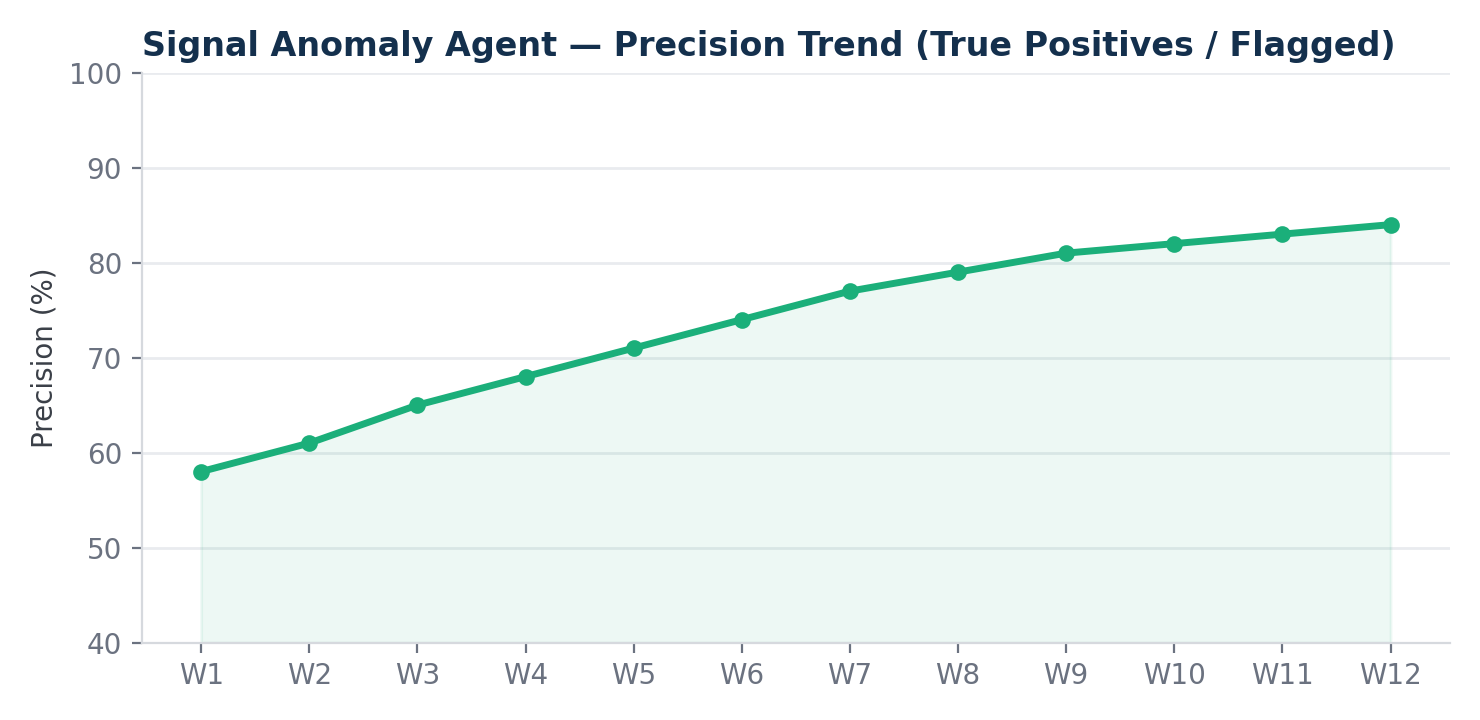 Signal Anomaly Agent — Precision Trend (True Positives / Flagged)
Precision (%)
100
90
80
70
60
50
40
W1 W2 W3 W4 W5 W6 W7 W8 W9 W10 W11 W12